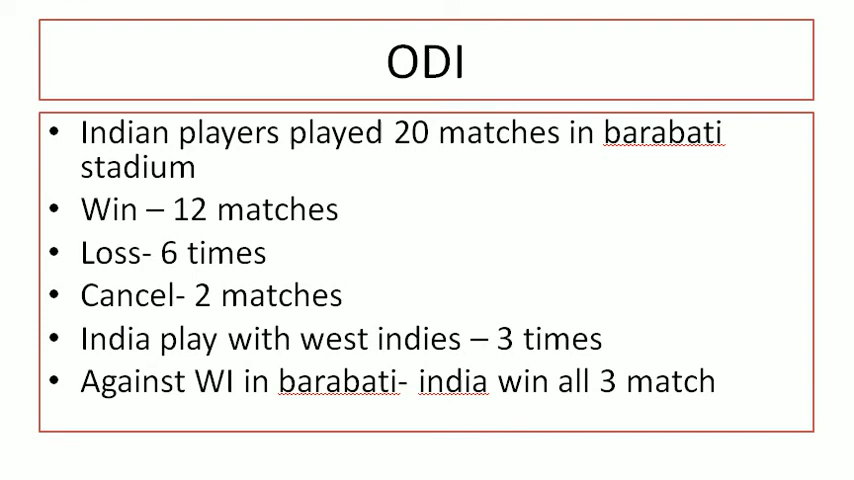 ODI
• Indian players played 20 matches in barabati
stadium
• Win – 12 matches
• Loss- 6 times
• Cancel- 2 matches
• India play with west indies – 3 times
• Against WI in barabati- india win all 3 match